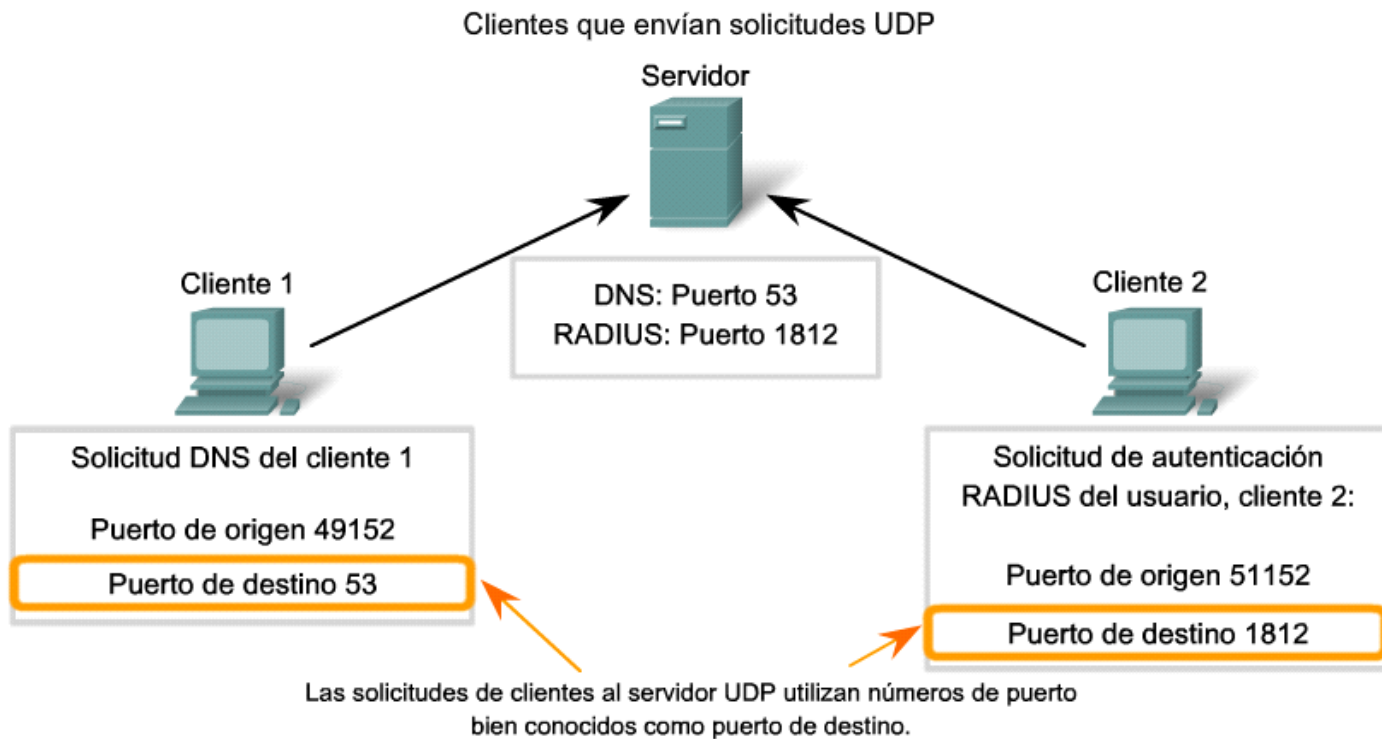 Clientes que envían solicitudes UDP
Servidor
Cliente 1
DNS: Puerto 53
RADIUS: Puerto 1812
Cliente 2
Solicitud DNS del cliente 1
Puerto de origen 49152
Puerto de destino 53
Solicitud de autenticación
RADIUS del usuario, cliente 2:
Puerto de origen 51152
Puerto de destino 1812
Las solicitudes de clientes al servidor UDP utilizan números de puerto
bien conocidos como puerto de destino.